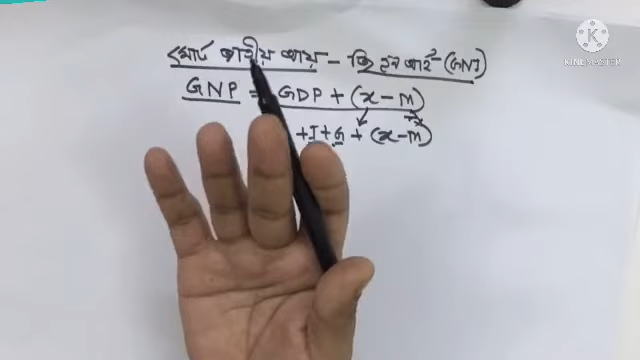 মোট জাতীয় আয় - জি এন আই (GNI)
GNP = GDP + (x - m)
+ I + G + (x - m)
KINEMASTER